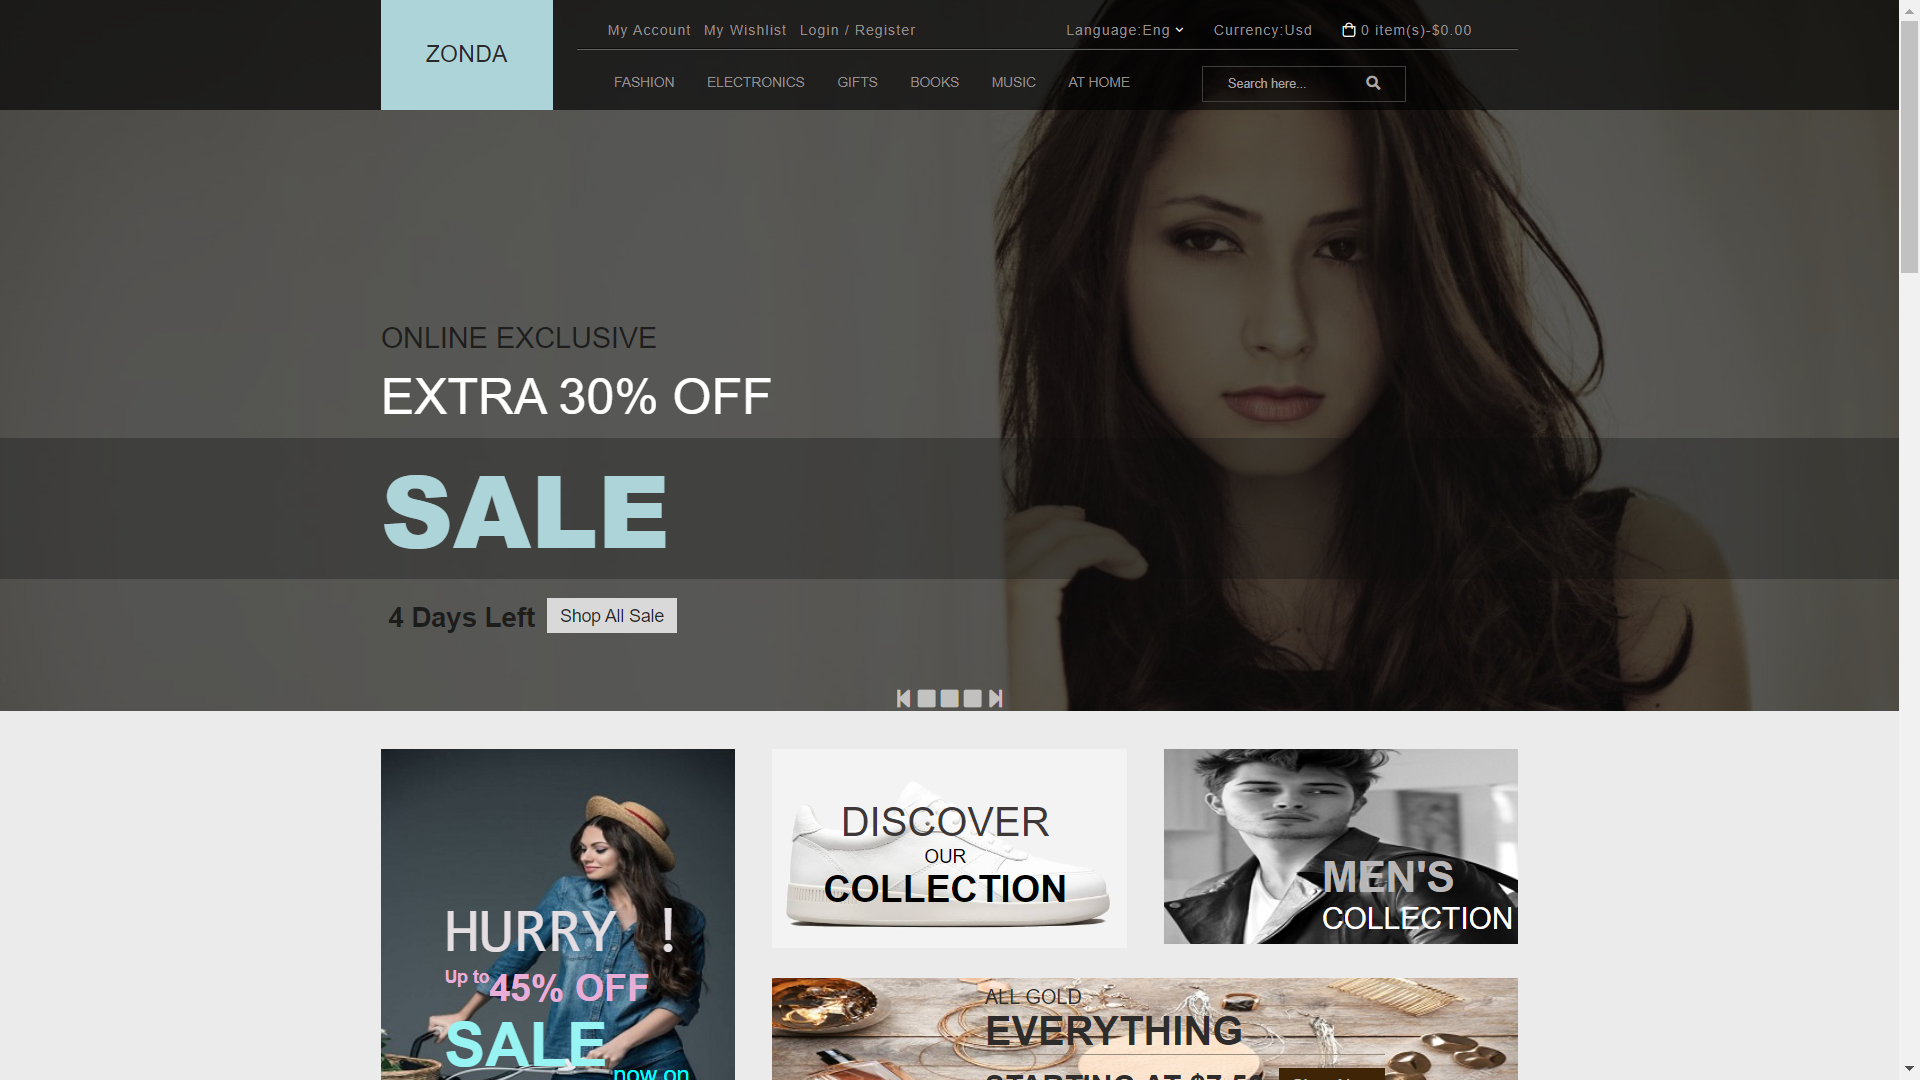 My Account My Wishlist Login / Register Language:Eng Currency:Usd 0 item(s)-$0.00
ZONDA
FASHION ELECTRONICS GIFTS BOOKS MUSIC AT HOME Search here...
ONLINE EXCLUSIVE
EXTRA 30% OFF
SALE
4 Days Left Shop All Sale
DISCOVER
OUR
COLLECTION
MEN'S
COLLECTION
HURRY !
Up to 45% OFF
SALE
now on
ALL GOLD
EVERYTHING
STARTING AT